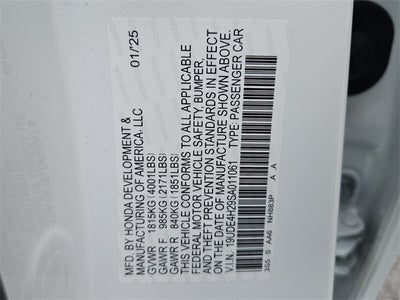 MFD. BY HONDA DEVELOPMENT & 01/'25
MANUFACTURING OF AMERICA, LLC
GVWR 1815KG (4001LBS)
GAWR F 985KG (2171LBS)
GAWR R 840KG (1851LBS)
THIS VEHICLE CONFORMS TO ALL APPLICABLE
FEDERAL MOTOR VEHICLE SAFETY, BUMPER,
AND THEFT PREVENTION STANDARDS IN EFFECT
ON THE DATE OF MANUFACTURE SHOWN ABOVE.
V.I.N. 19UDE4H29SA011061 TYPE: PASSENGER CAR
3S5 S AA6 NH883P A A